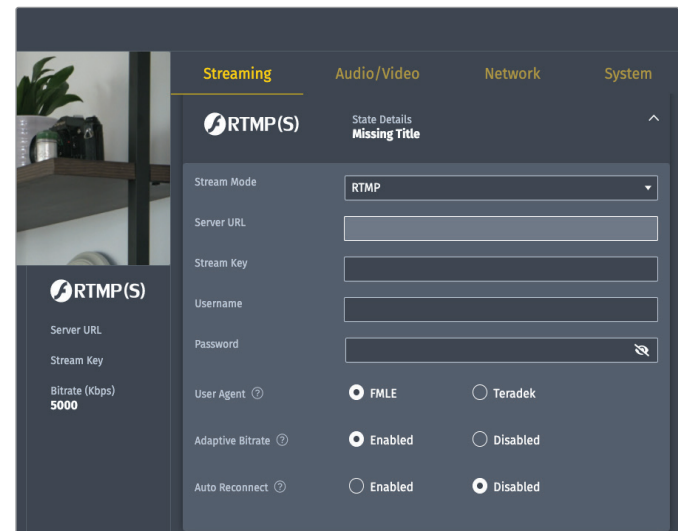 Streaming Audio/Video Network System
RTMP(S)
State Details
Missing Title
Stream Mode
RTMP
Server URL
Stream Key
Username
Password
User Agent ? FMLE Teradek
Adaptive Bitrate ? Enabled Disabled
Auto Reconnect ? Enabled Disabled
RTMP(S)
Server URL
Stream Key
Bitrate (Kbps)
5000